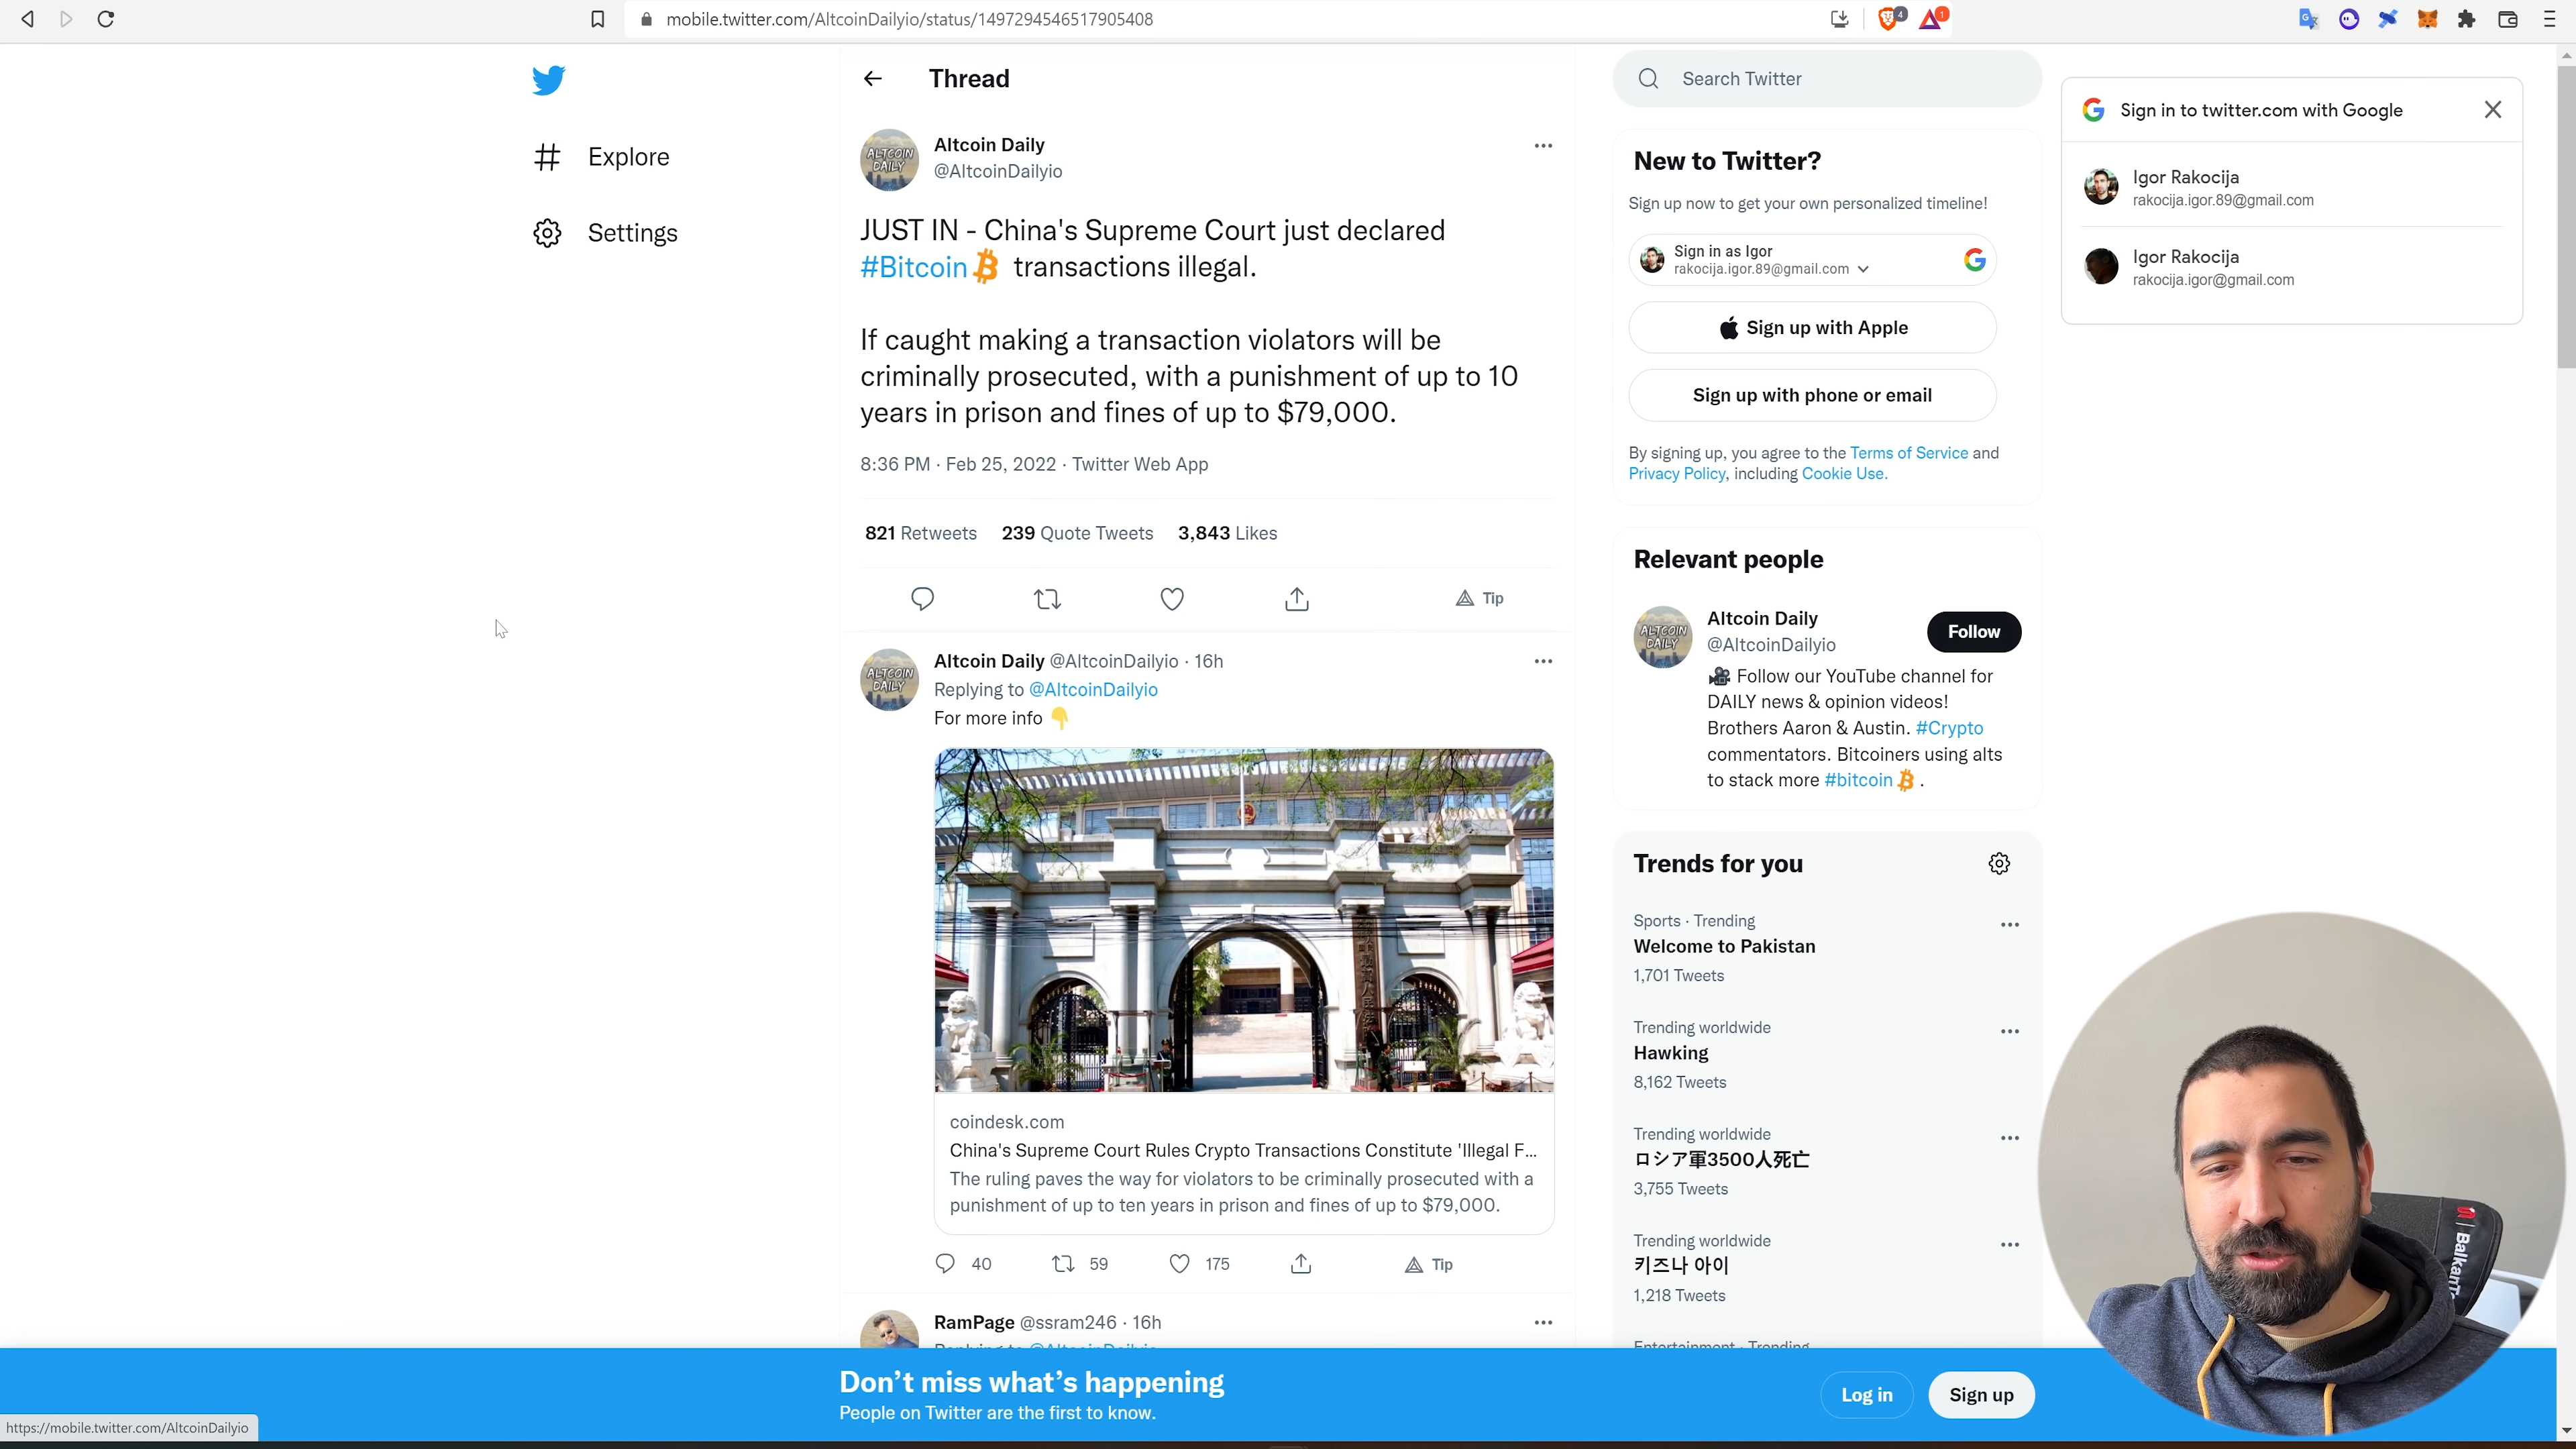 mobile.twitter.com/AltcoinDailyio/status/1497294546517905408
4
1
Explore
Settings
Thread
Altcoin Daily
@AltcoinDailyio
JUST IN - China's Supreme Court just declared
#Bitcoin transactions illegal.
If caught making a transaction violators will be
criminally prosecuted, with a punishment of up to 10
years in prison and fines of up to $79,000.
8:36 PM · Feb 25, 2022 · Twitter Web App
821 Retweets 239 Quote Tweets 3,843 Likes
Tip
Altcoin Daily @AltcoinDailyio · 16h
Replying to @AltcoinDailyio
For more info 👇
coindesk.com
China's Supreme Court Rules Crypto Transactions Constitute 'Illegal F...
The ruling paves the way for violators to be criminally prosecuted with a
punishment of up to ten years in prison and fines of up to $79,000.
40 59 175 Tip
RamPage @ssram246 · 16h
Replying to @AltcoinDailyio
Search Twitter
New to Twitter?
Sign up now to get your own personalized timeline!
Sign in as Igor
rakocija.igor.89@gmail.com
Sign up with Apple
Sign up with phone or email
By signing up, you agree to the Terms of Service and
Privacy Policy, including Cookie Use.
Relevant people
Altcoin Daily
@AltcoinDailyio
Follow
🎥 Follow our YouTube channel for
DAILY news & opinion videos!
Brothers Aaron & Austin. #Crypto
commentators. Bitcoiners using alts
to stack more #bitcoin .
Trends for you
Sports · Trending
Welcome to Pakistan
1,701 Tweets
Trending worldwide
Hawking
8,162 Tweets
Trending worldwide
ロシア軍3500人死亡
3,755 Tweets
Trending worldwide
키즈나 아이
1,218 Tweets
Entertainment · Trending
Sign in to twitter.com with Google
Igor Rakocija
rakocija.igor.89@gmail.com
Igor Rakocija
rakocija.igor@gmail.com
ALTCOIN
DAILY
Don't miss what's happening
People on Twitter are the first to know.
Log in
Sign up
https://mobile.twitter.com/AltcoinDailyio